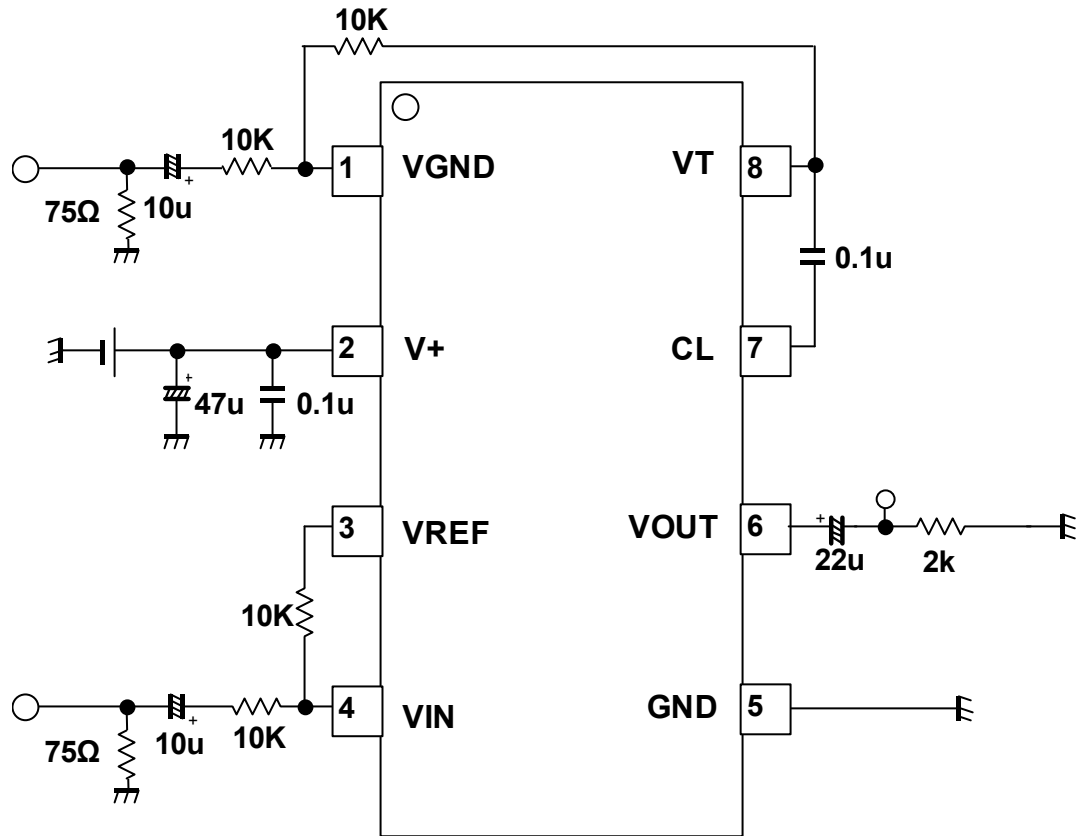 10K
10K
1
VGND
VT
8
75Ω
10u
0.1u
2
V+
CL
7
+
47u
0.1u
3
VREF
VOUT
6
+
22u
2k
10K
4
VIN
GND
5
75Ω
10u
+
10K
+